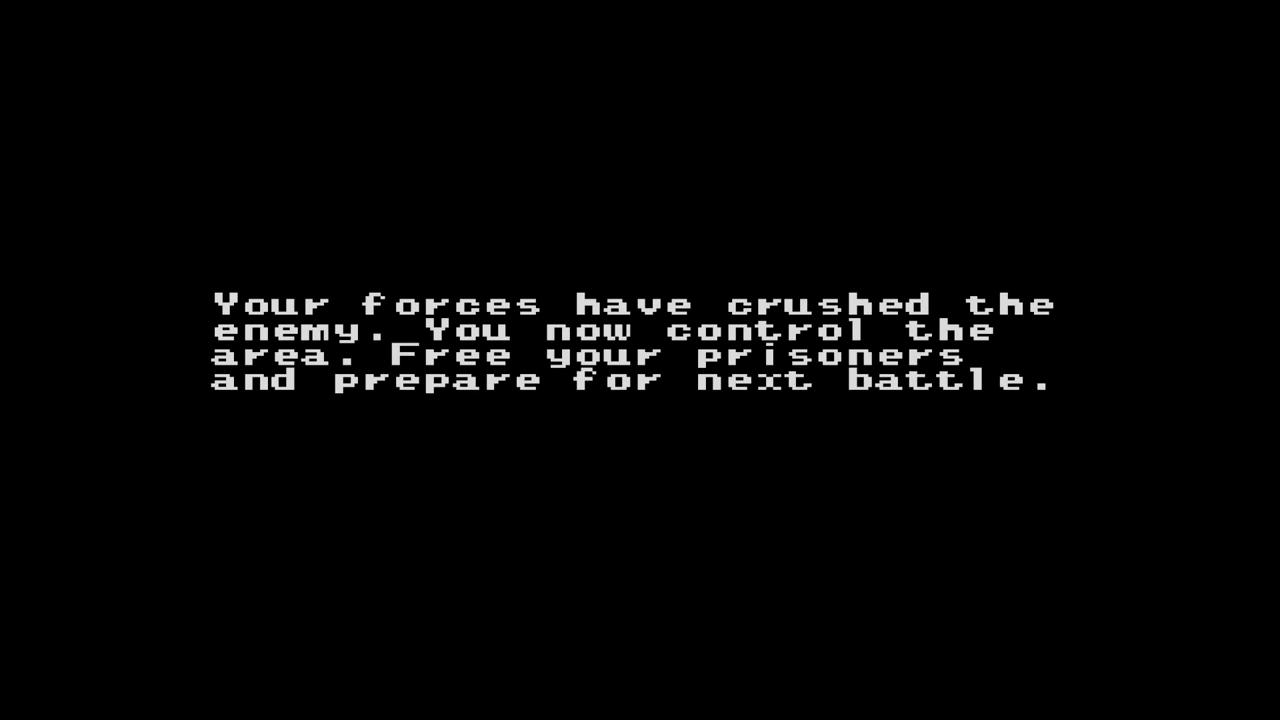 Your forces have crushed the
enemy. You now control the
area. Free your prisoners
and prepare for next battle.